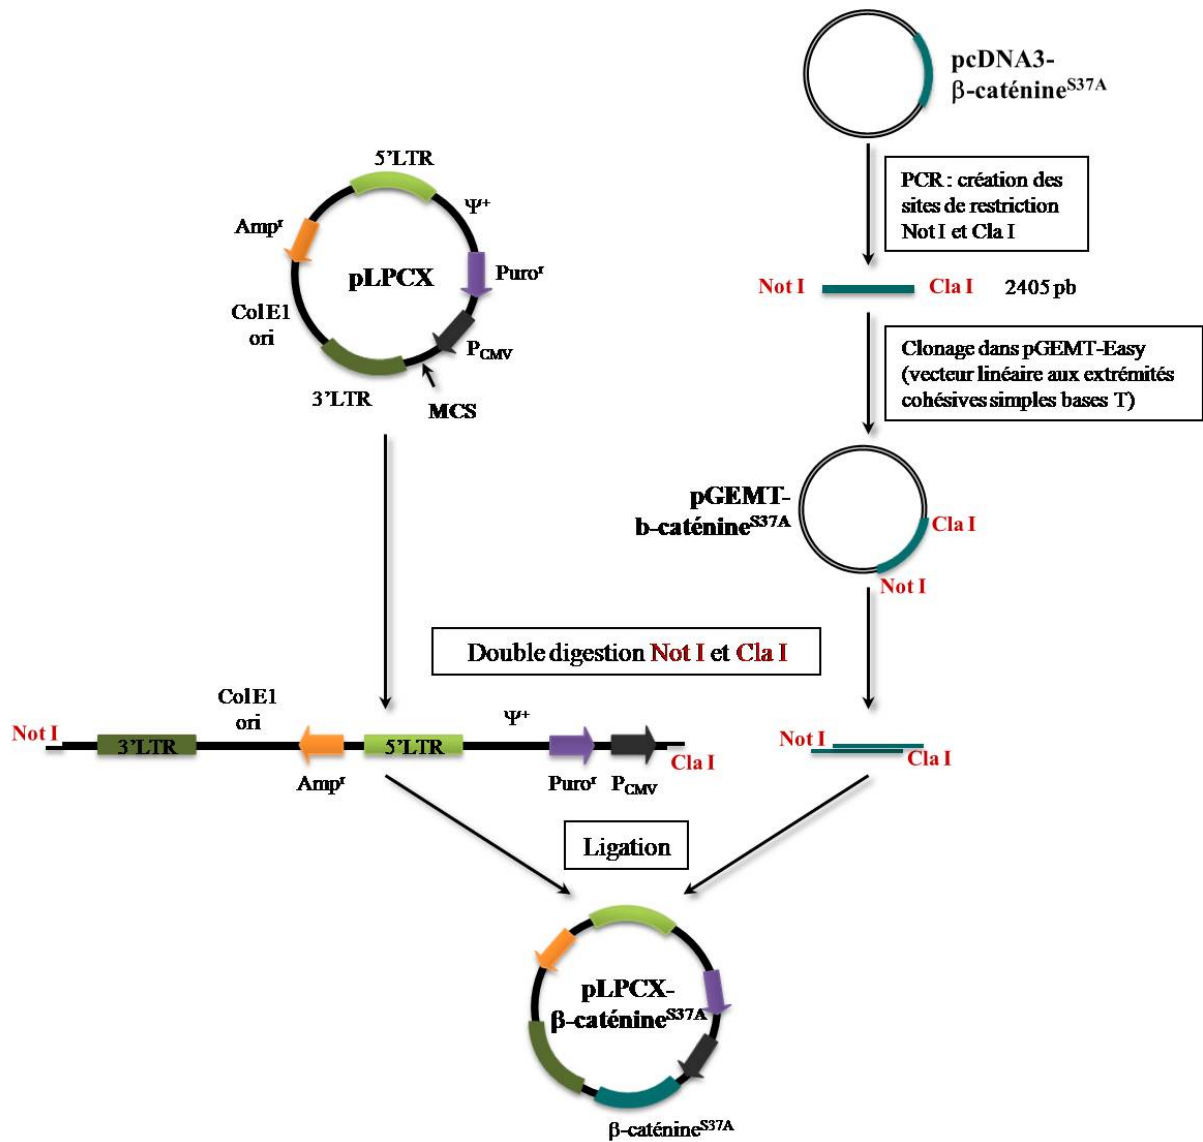 pcDNA3-
β-caténine^S37A
PCR : création des
sites de restriction
Not I et Cla I
Not I
Cla I
2405 pb
Clonage dans pGEMT-Easy
(vecteur linéaire aux extrémités
cohésives simples bases T)
pGEMT-
b-caténine^S37A
Cla I
Not I
5'LTR
Ψ+
Amp^r
pLPCX
Puro^r
Col E1
ori
P_CMV
3'LTR
MCS
Double digestion Not I et Cla I
Col E1
ori
Ψ+
Not I
3'LTR
5'LTR
Cla I
Amp^r
Puro^r
P_CMV
Not I
Cla I
Ligation
pLPCX-
β-caténine^S37A
β-caténine^S37A